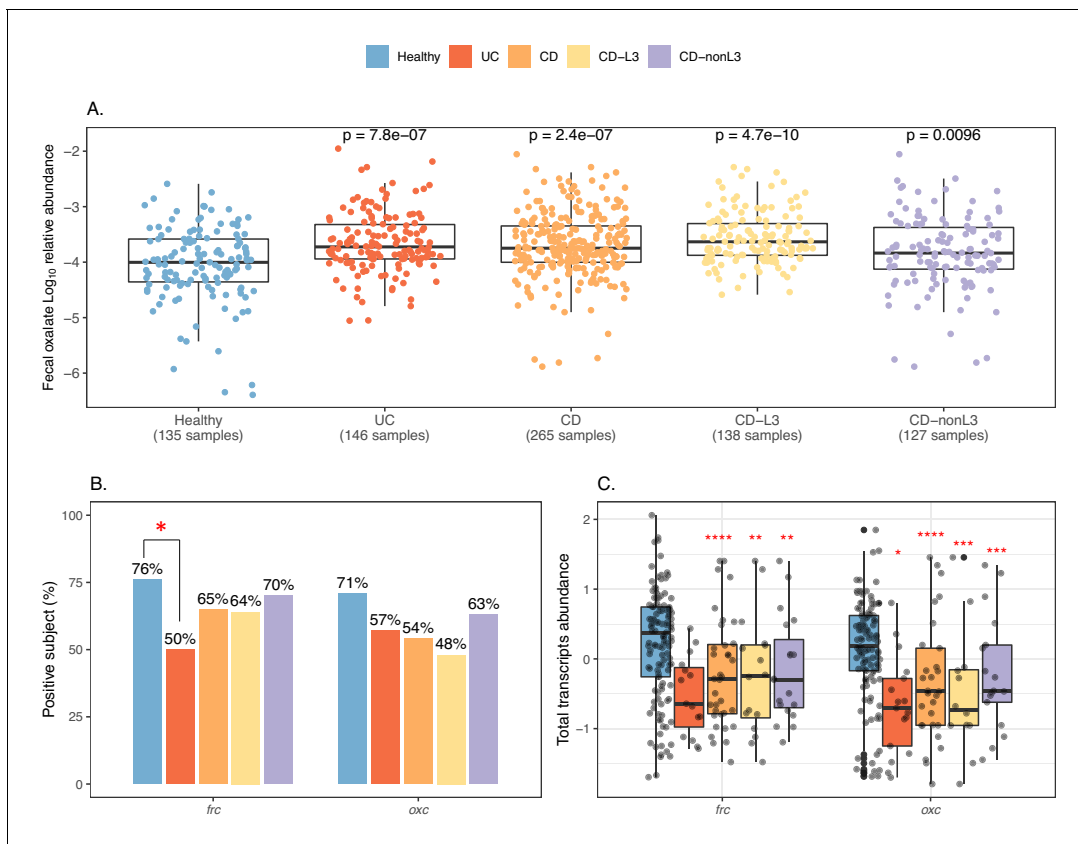 Healthy UC CD CD−L3 CD−nonL3
A.
p = 7.8e−07 p = 2.4e−07 p = 4.7e−10 p = 0.0096
Fecal oxalate Log10 relative abundance
−2
−3
−4
−5
−6
Healthy UC CD CD−L3 CD−nonL3
(135 samples) (146 samples) (265 samples) (138 samples) (127 samples)
B.
Positive subject (%)
100
75
50
25
0
*
76% 50% 65% 64% 70% 71% 57% 54% 48% 63%
frc oxc
C.
Total transcripts abundance
2
1
0
−1
**** ** ** * **** *** ***
frc oxc